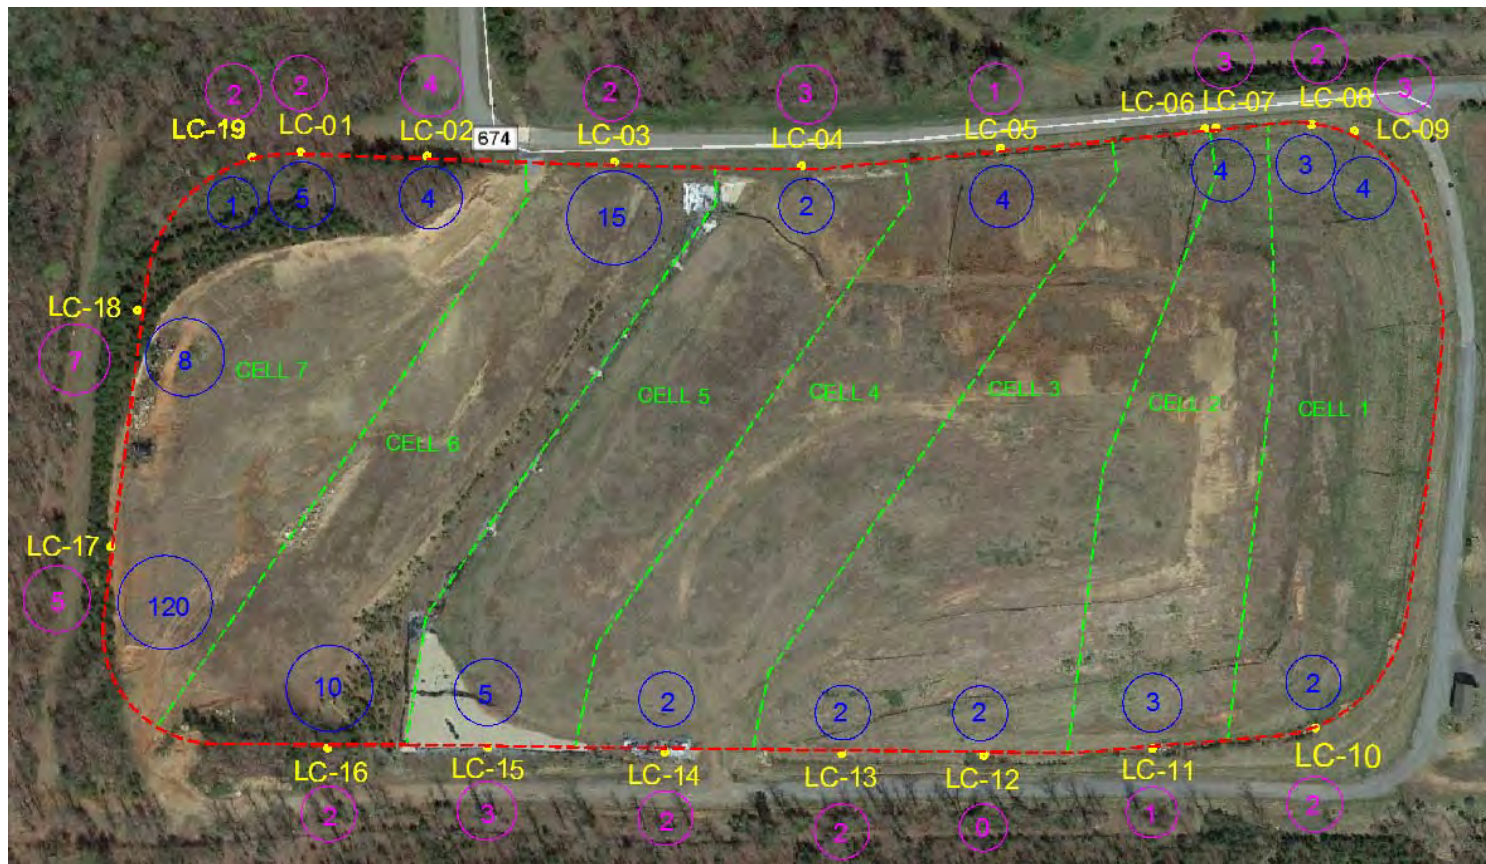 2 2 4 2 3 1 3 2 3
LC-19 LC-01 LC-02 674 LC-03 LC-04 LC-05 LC-06 LC-07 LC-08 LC-09
1 5 4 15 2 4 4 3 4
LC-18
7 8
CELL 7 CELL 6 CELL 5 CELL 4 CELL 3 CELL 2 CELL 1
LC-17
5 120
10 5 2 2 2 3 2
LC-16 LC-15 LC-14 LC-13 LC-12 LC-11 LC-10
2 3 2 2 0 1 2